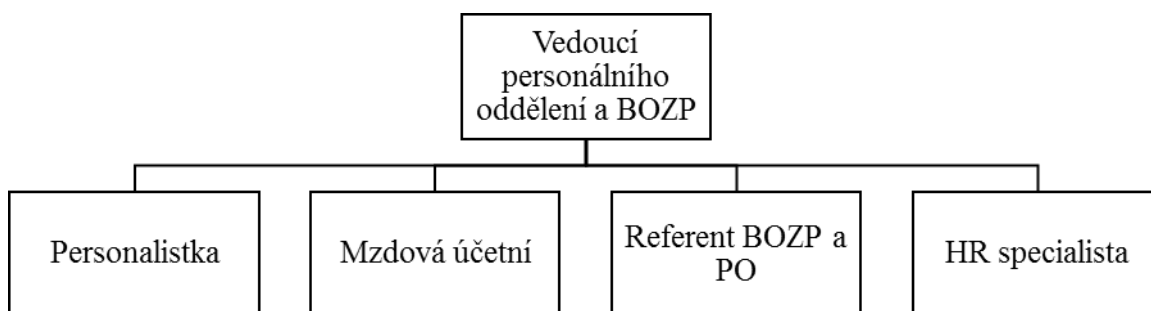 Vedoucí
personálního
oddělení a BOZP
Personalistka
Mzdová účetní
Referent BOZP a
PO
HR specialista